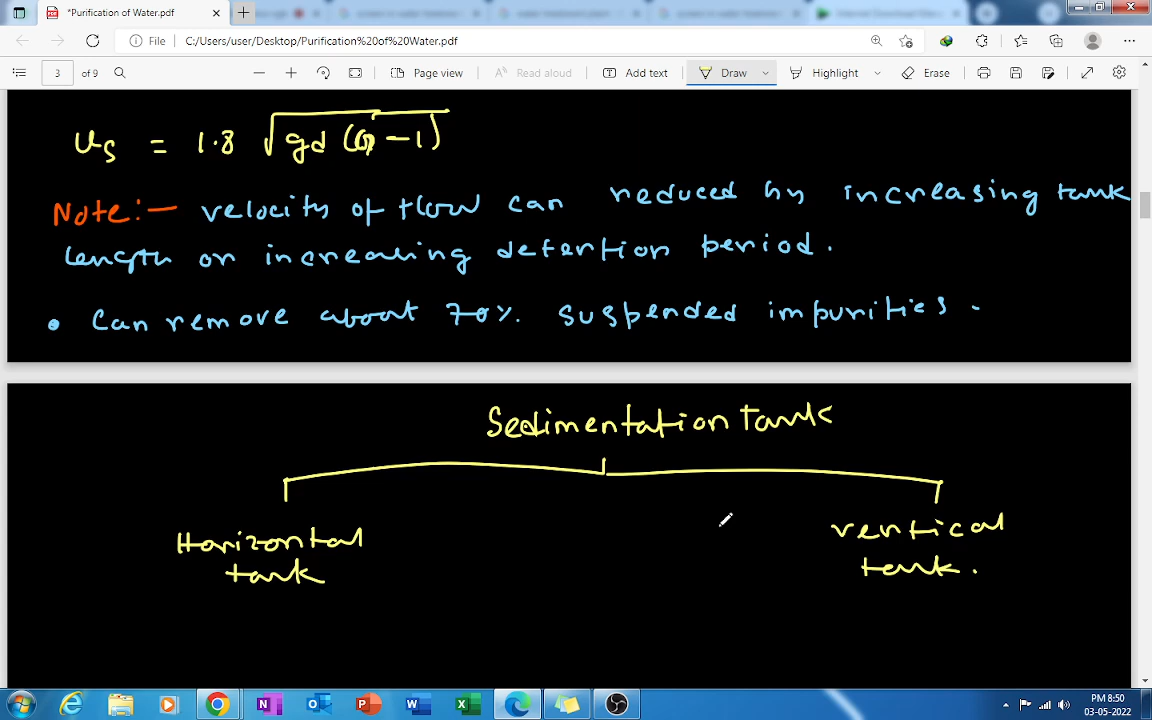 *Purification of Water.pdf
File C:/Users/user/Desktop/Purification%20of%20Water.pdf
3 of 9 Page view Read aloud Add text Draw Highlight Erase
us = 1.8 √gd (G-1)
Note:- velocity of flow can reduced by increasing tank
length or increasing detention period.
• Can remove about 70% suspended impurities.
Sedimentation Tank
Horizontal
tank
vertical
tank.
PM 8:50
03-05-2022